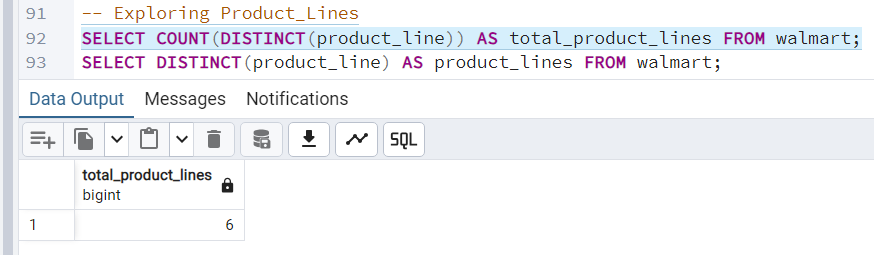 91 -- Exploring Product_Lines
92 SELECT COUNT(DISTINCT(product_line)) AS total_product_lines FROM walmart;
93 SELECT DISTINCT(product_line) AS product_lines FROM walmart;
Data Output Messages Notifications
SQL
total_product_lines
bigint
1 6